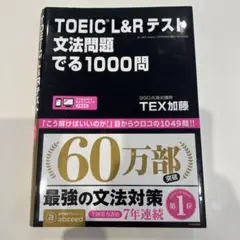 TOEIC® L&Rテスト
文法問題
でる1000問
TEX加藤
「こう解けばいいのか!」目からウロコの1049問!!
60万部
突破
最強の文法対策
7年連続
第1位
abceed